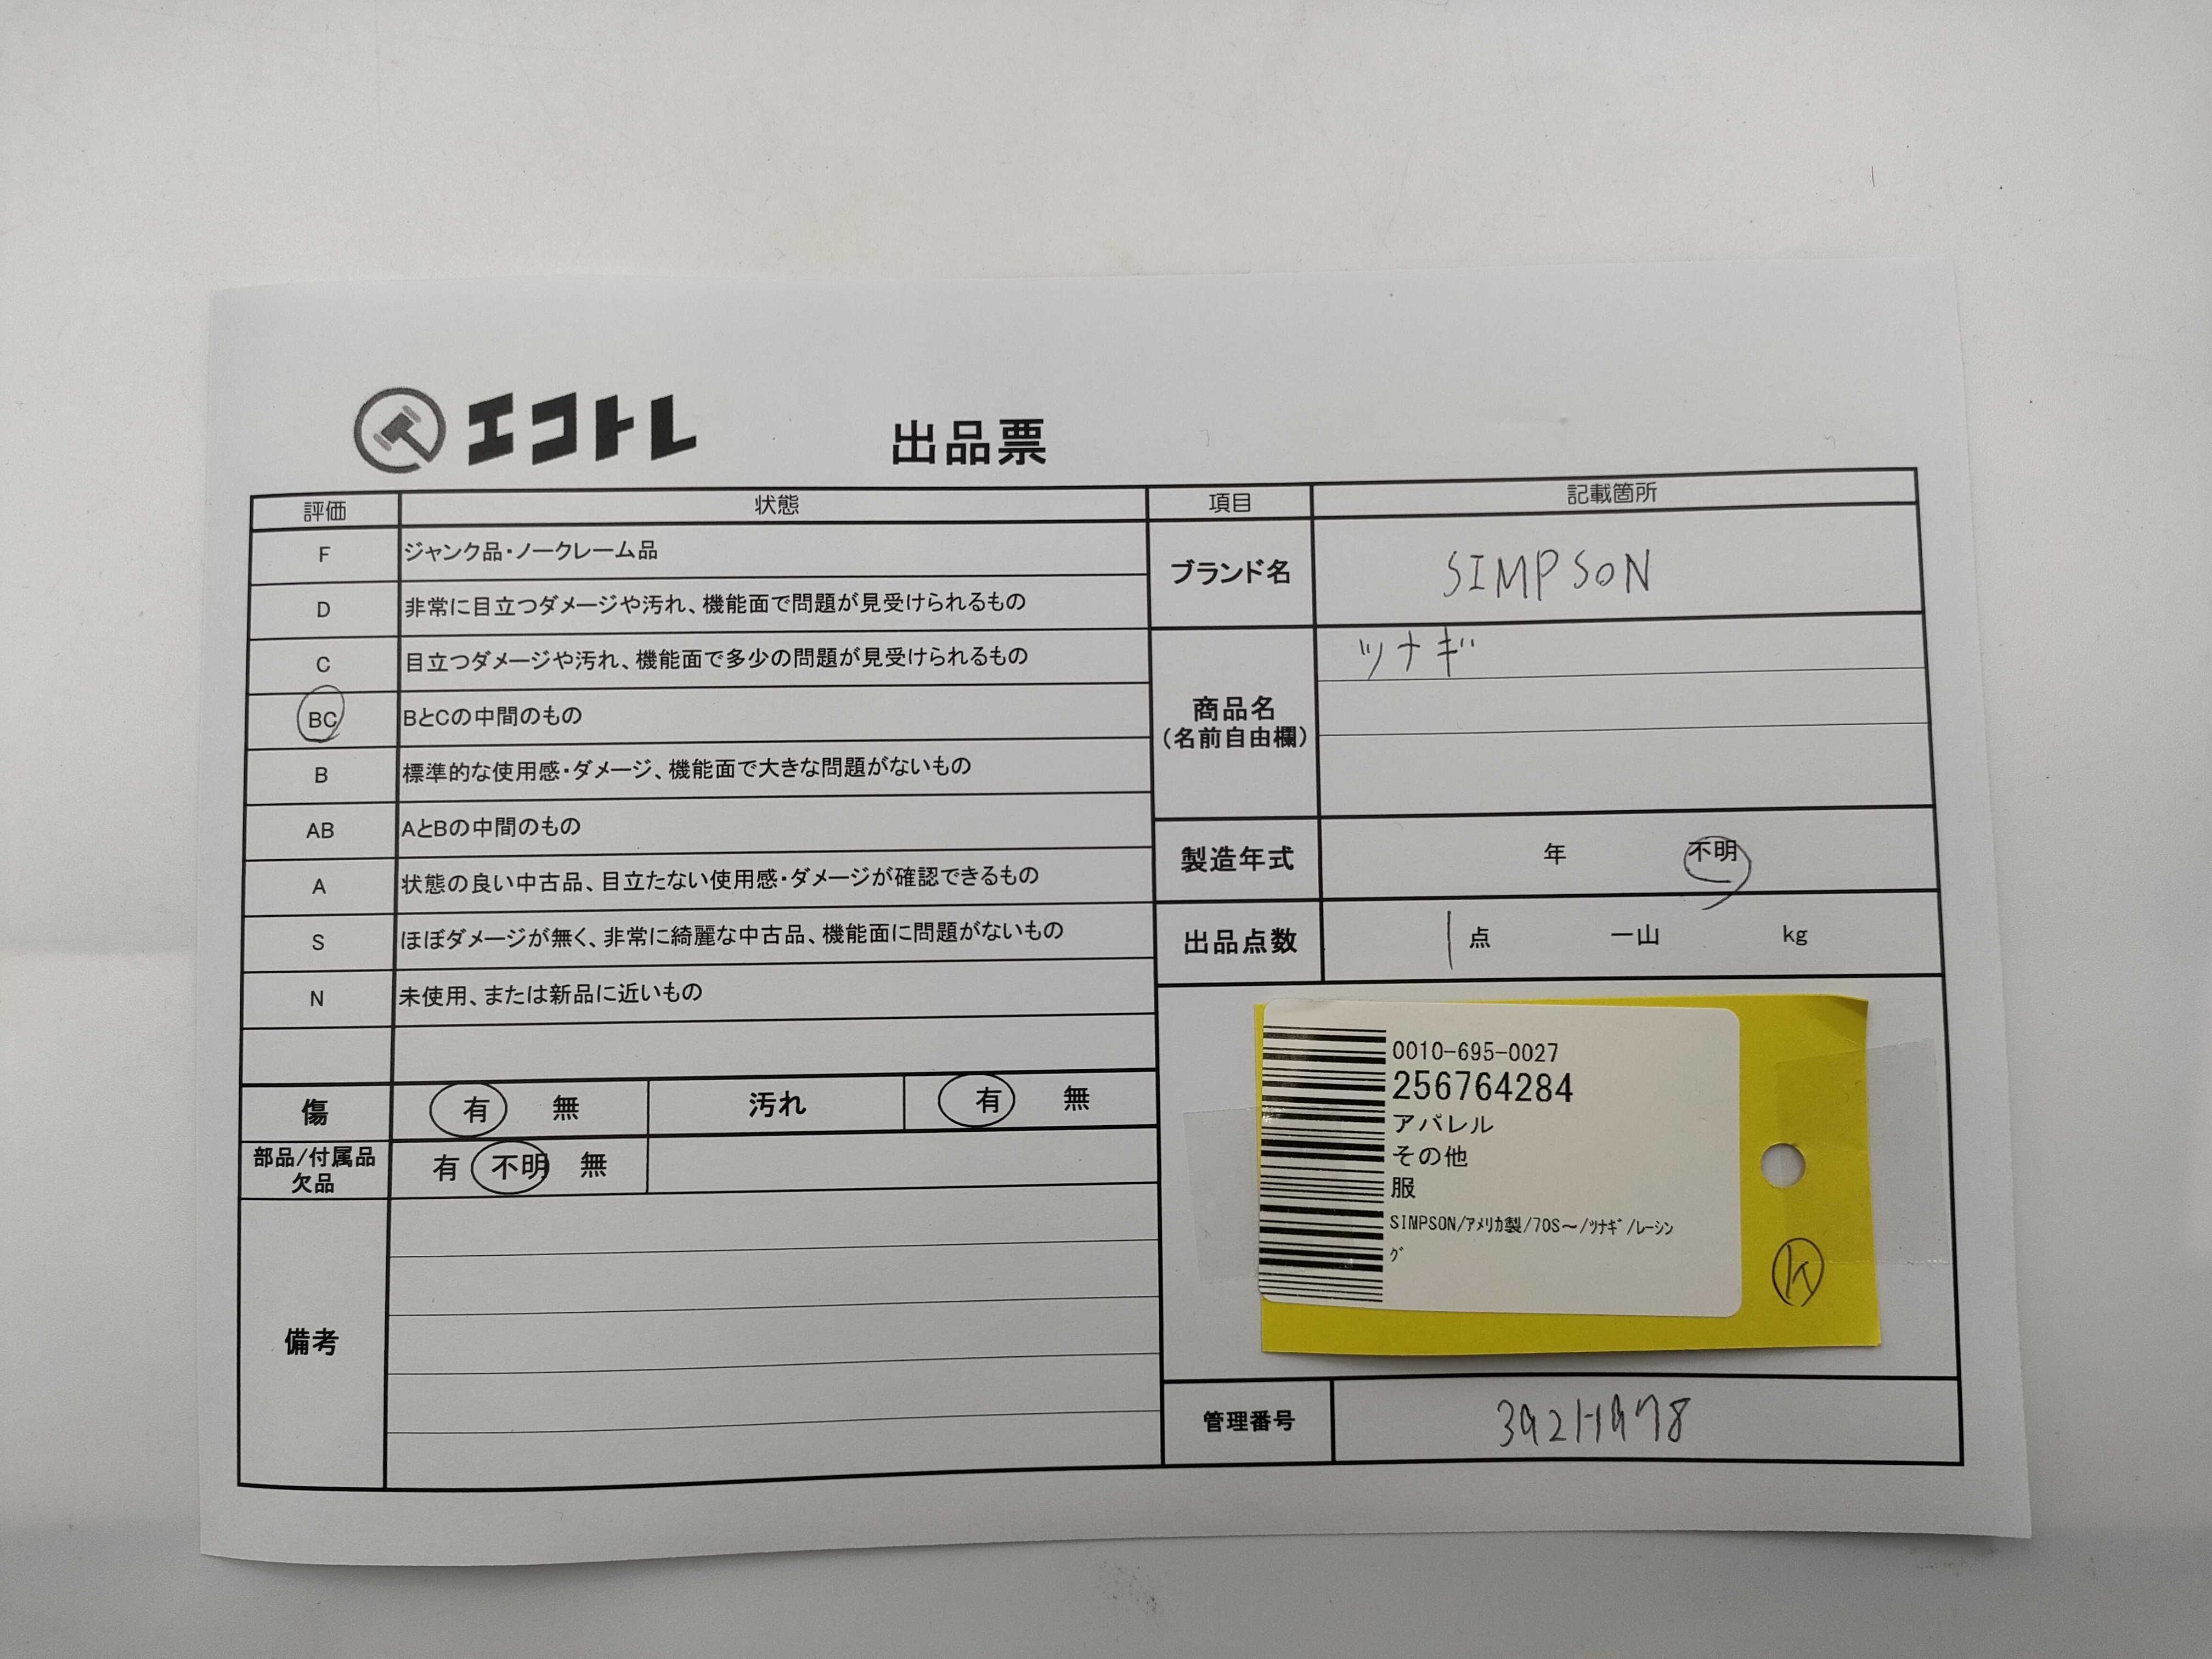 エコトレ
出品票
評価 状態
F ジャンク品・ノークレーム品
D 非常に目立つダメージや汚れ、機能面で問題が見受けられるもの
C 目立つダメージや汚れ、機能面で多少の問題が見受けられるもの
BC BとCの中間のもの
B 標準的な使用感・ダメージ、機能面で大きな問題がないもの
AB AとBの中間のもの
A 状態の良い中古品、目立たない使用感・ダメージが確認できるもの
S ほぼダメージが無く、非常に綺麗な中古品、機能面に問題がないもの
N 未使用、または新品に近いもの
傷 有 無 汚れ 有 無
部品/付属品
欠品
有 不明 無
備考
項目 記載箇所
ブランド名 SIMPSON
商品名
(名前自由欄)
ツナギ
製造年式 年 不明
出品点数 1点 一山 kg
0010-695-0027
256764284
アパレル
その他
服
SIMPSON/ｱﾒﾘｶ製/70S～/ﾂﾅｷﾞ/ﾚｰｼﾝ
ｸﾞ
管理番号